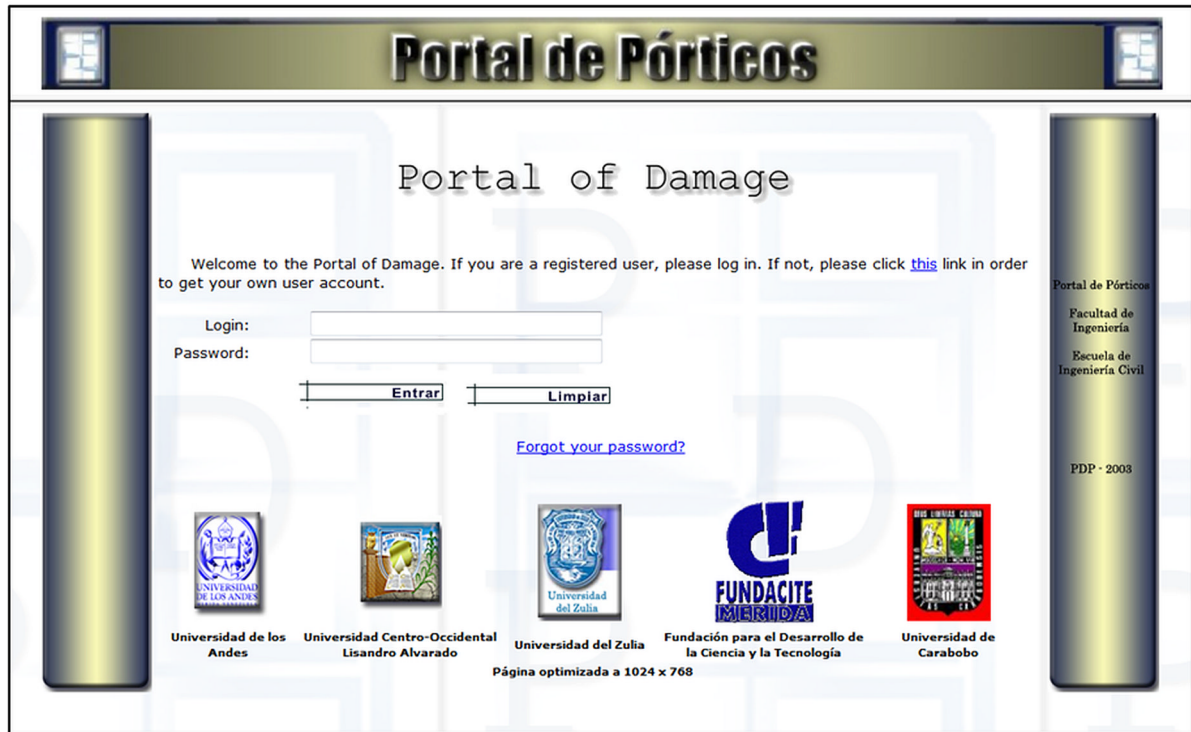 Portal de Pórticos
Portal of Damage
Welcome to the Portal of Damage. If you are a registered user, please log in. If not, please click this link in order
to get your own user account.
Login:
Password:
Entrar
Limpiar
Forgot your password?
Portal de Pórticos
Facultad de
Ingeniería
Escuela de
Ingeniería Civil
PDP - 2003
UNIVERSIDAD
DE LOS ANDES
Universidad
del Zulia
FUNDACITE
MERIDA
DEUS LIBERTAS CULTURA
Universidad de los
Andes
Universidad Centro-Occidental
Lisandro Alvarado
Universidad del Zulia
Fundación para el Desarrollo de
la Ciencia y la Tecnología
Universidad de
Carabobo
Página optimizada a 1024 x 768